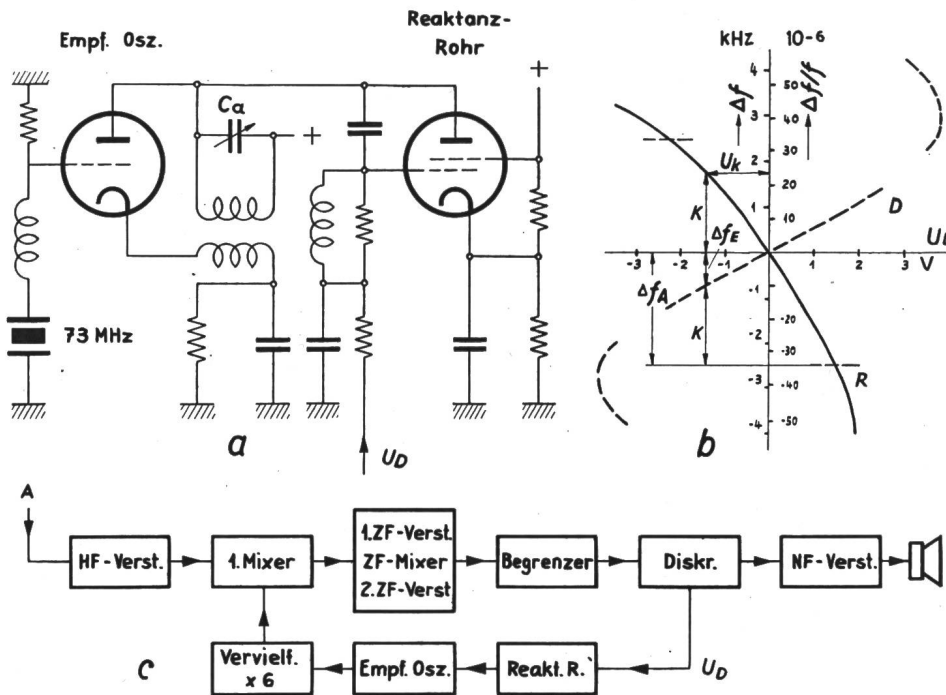 Empf. Osz.
Reaktanz-
Rohr
Cα
+
+
73 MHz
U_D
a
kHz
10-6
Δf
Δf/f
4
3
2
1
-1
-2
-3
-4
50
40
30
20
10
-10
-20
-30
-40
-50
-3
-2
-1
1
2
3
U_k
K
K
Δf_E
Δf_A
D
R
V
b
A
HF-Verst.
1.Mixer
1.ZF-Verst.
ZF-Mixer
2.ZF-Verst
Begrenzer
Diskr.
NF-Verst.
Vervielf.
x 6
Empf. Osz.
Reakt. R.
U_D
c